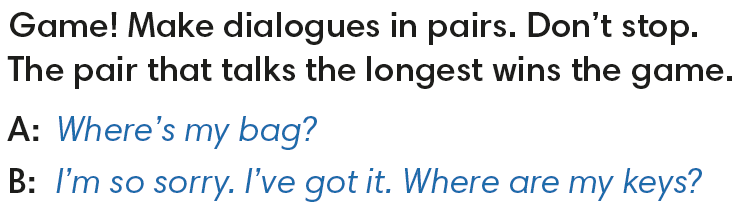 Game! Make dialogues in pairs. Don’t stop.
The pair that talks the longest wins the game.
A: Where’s my bag?
B: I’m so sorry. I’ve got it. Where are my keys?